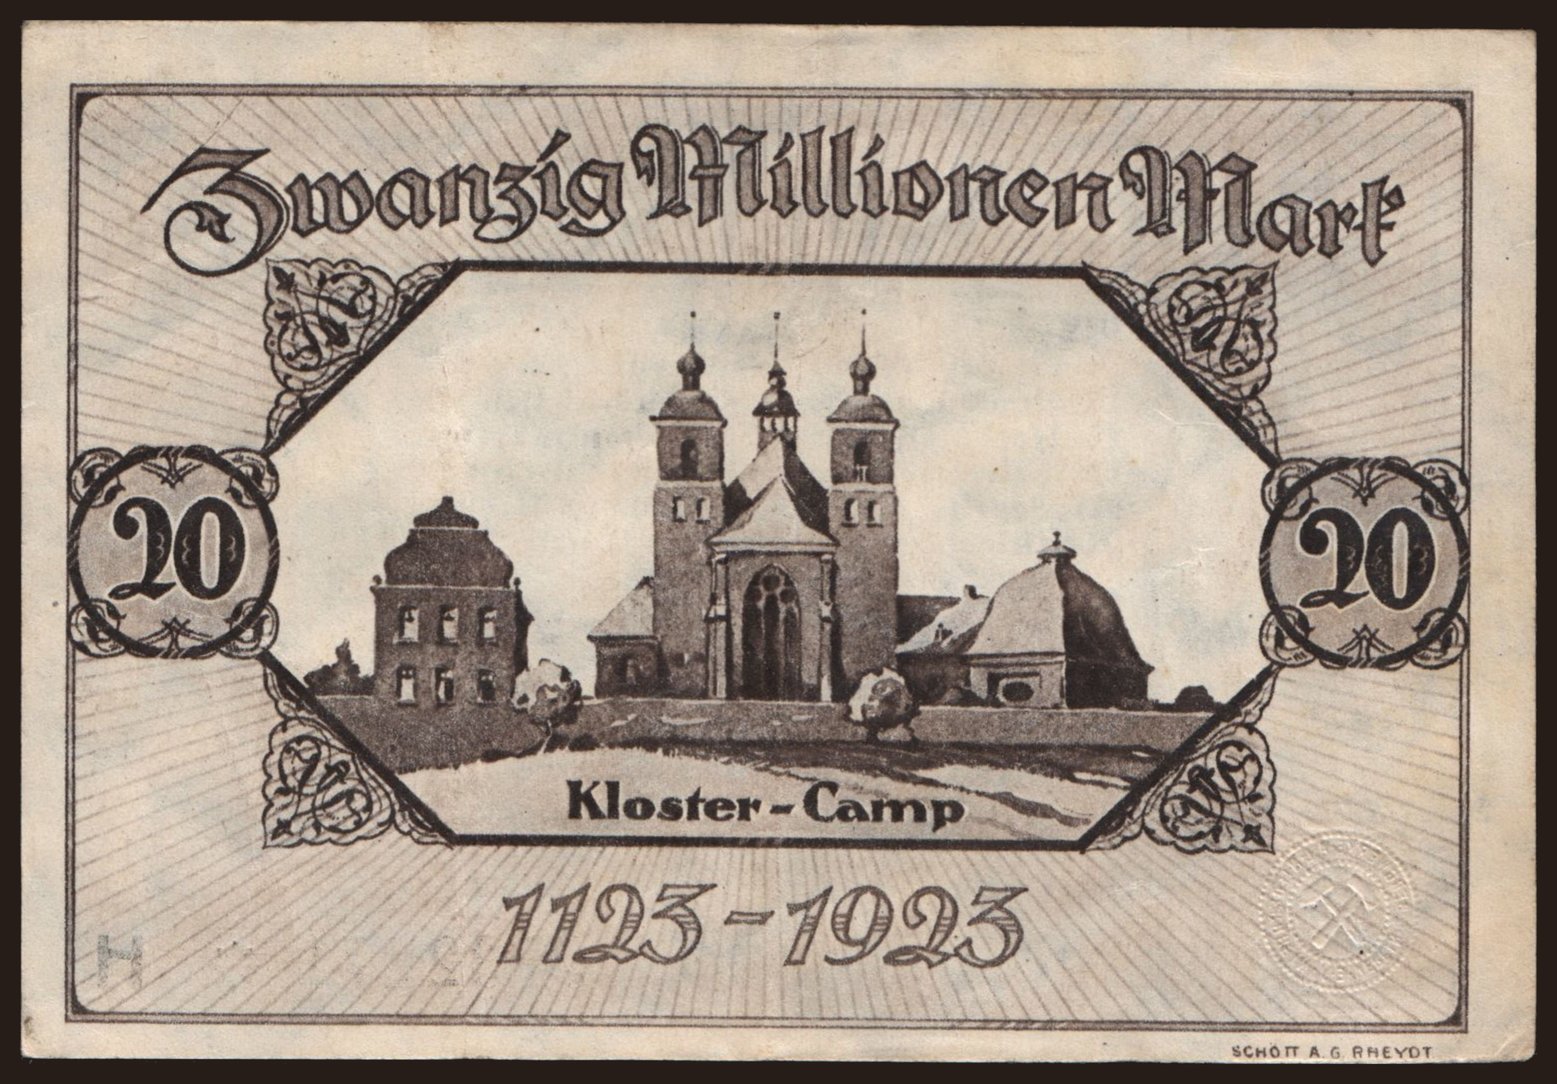 Zwanzig Millionen Mark
20
20
Kloster-Camp
1123-1923
H
SCHÖTT A.G. RHEYDT